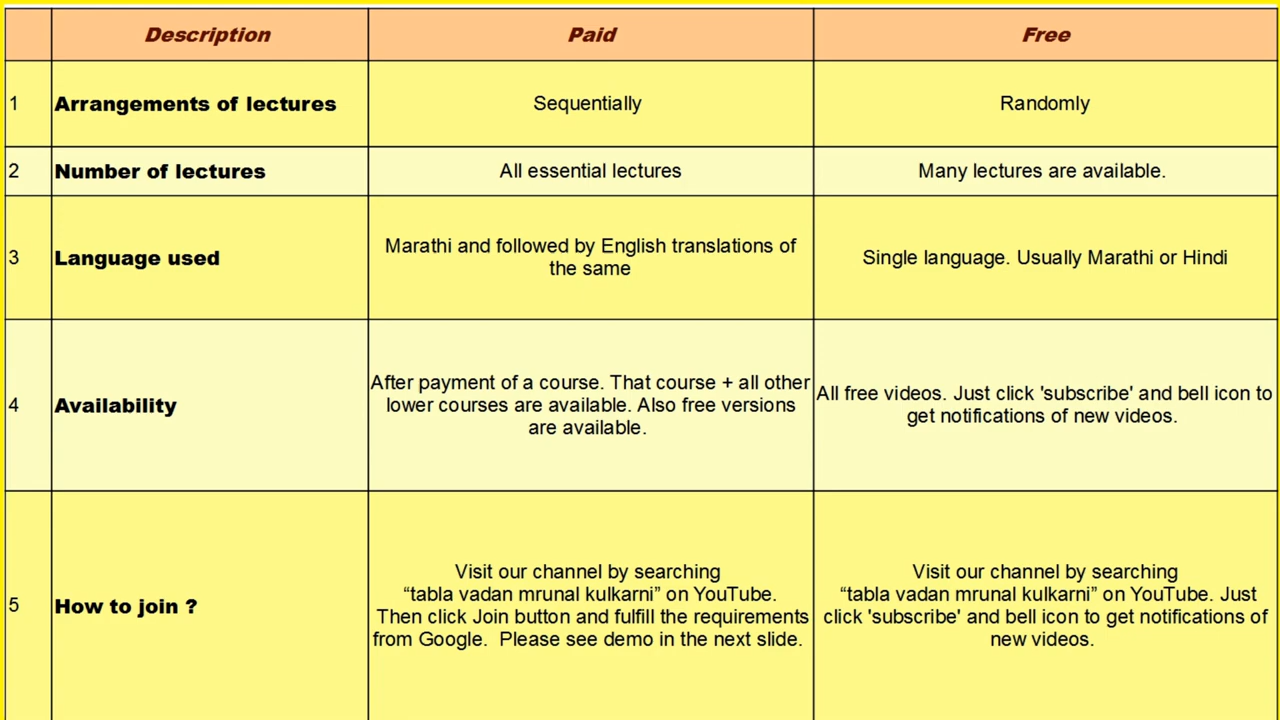 Description Paid Free
1 Arrangements of lectures Sequentially Randomly
2 Number of lectures All essential lectures Many lectures are available.
3 Language used
Marathi and followed by English translations of
the same
Single language. Usually Marathi or Hindi
4 Availability
After payment of a course. That course + all other
lower courses are available. Also free versions
are available.
All free videos. Just click 'subscribe' and bell icon to
get notifications of new videos.
5 How to join ?
Visit our channel by searching
“tabla vadan mrunal kulkarni” on YouTube.
Then click Join button and fulfill the requirements
from Google. Please see demo in the next slide.
Visit our channel by searching
“tabla vadan mrunal kulkarni” on YouTube. Just
click 'subscribe' and bell icon to get notifications of
new videos.